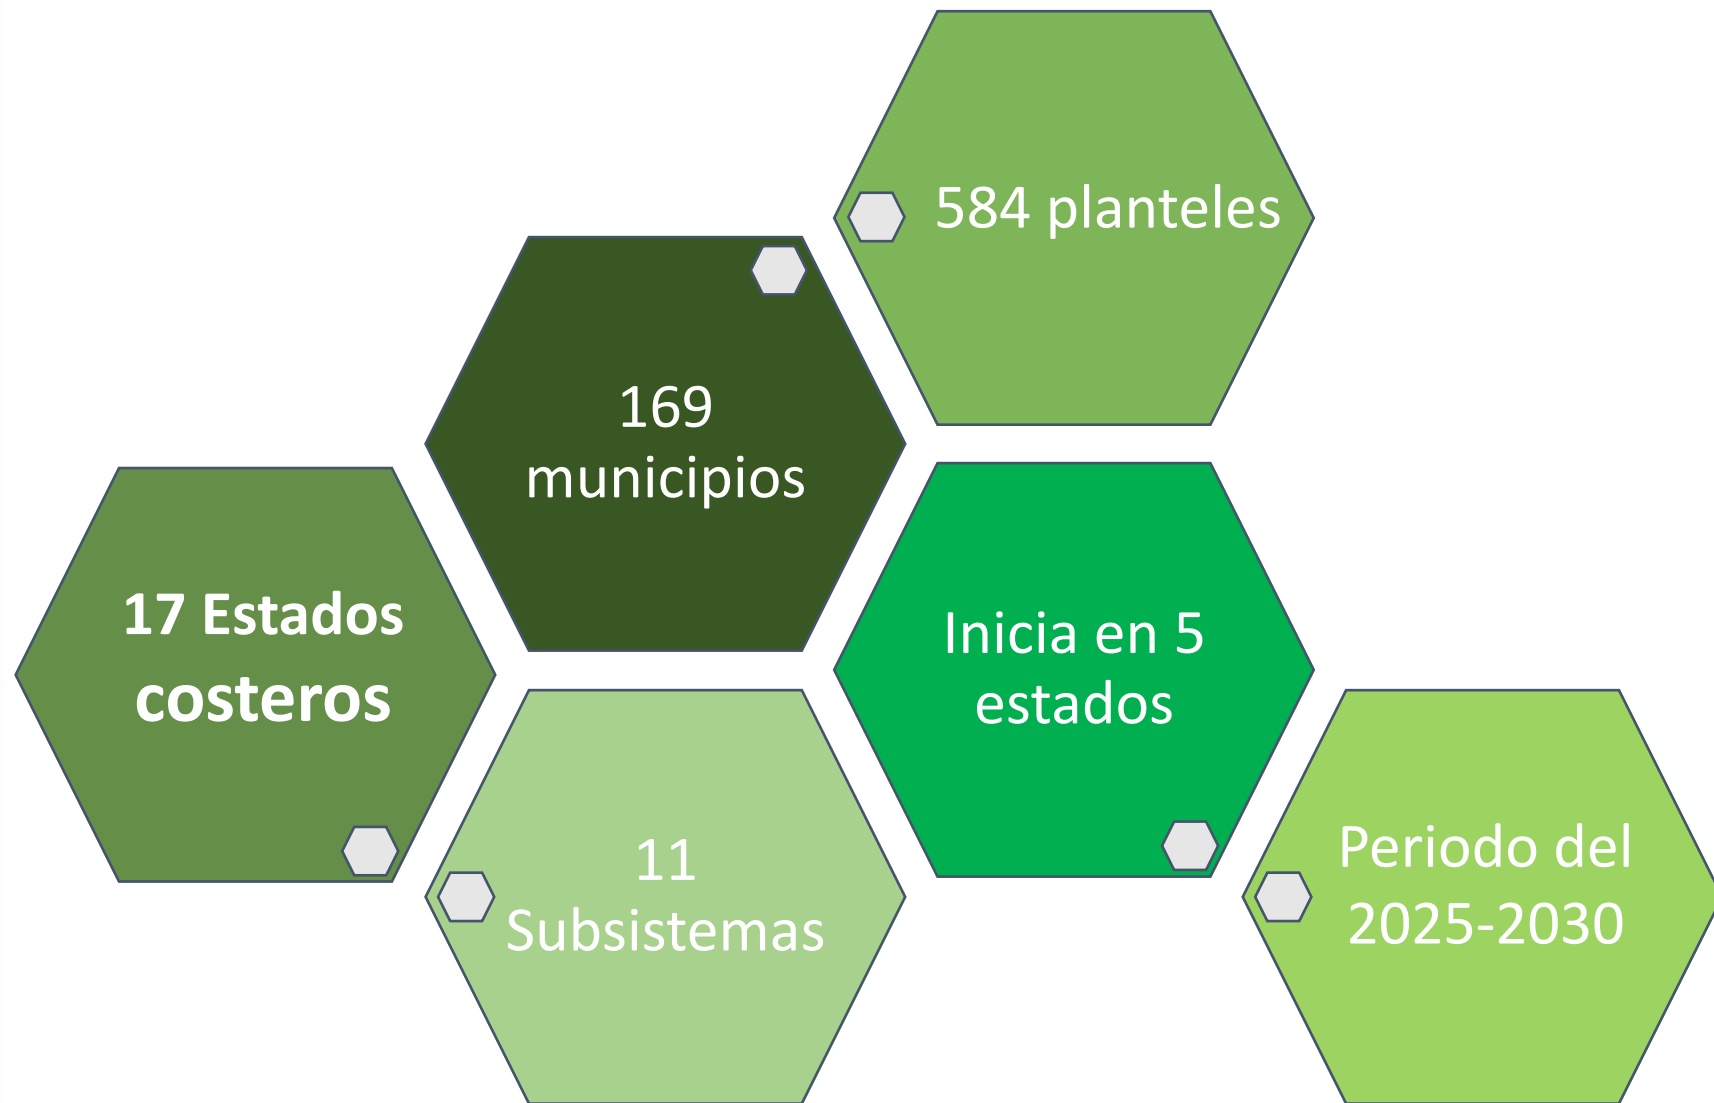 584 planteles
169
municipios
17 Estados
costeros
Inicia en 5
estados
11
Subsistemas
Periodo del
2025-2030